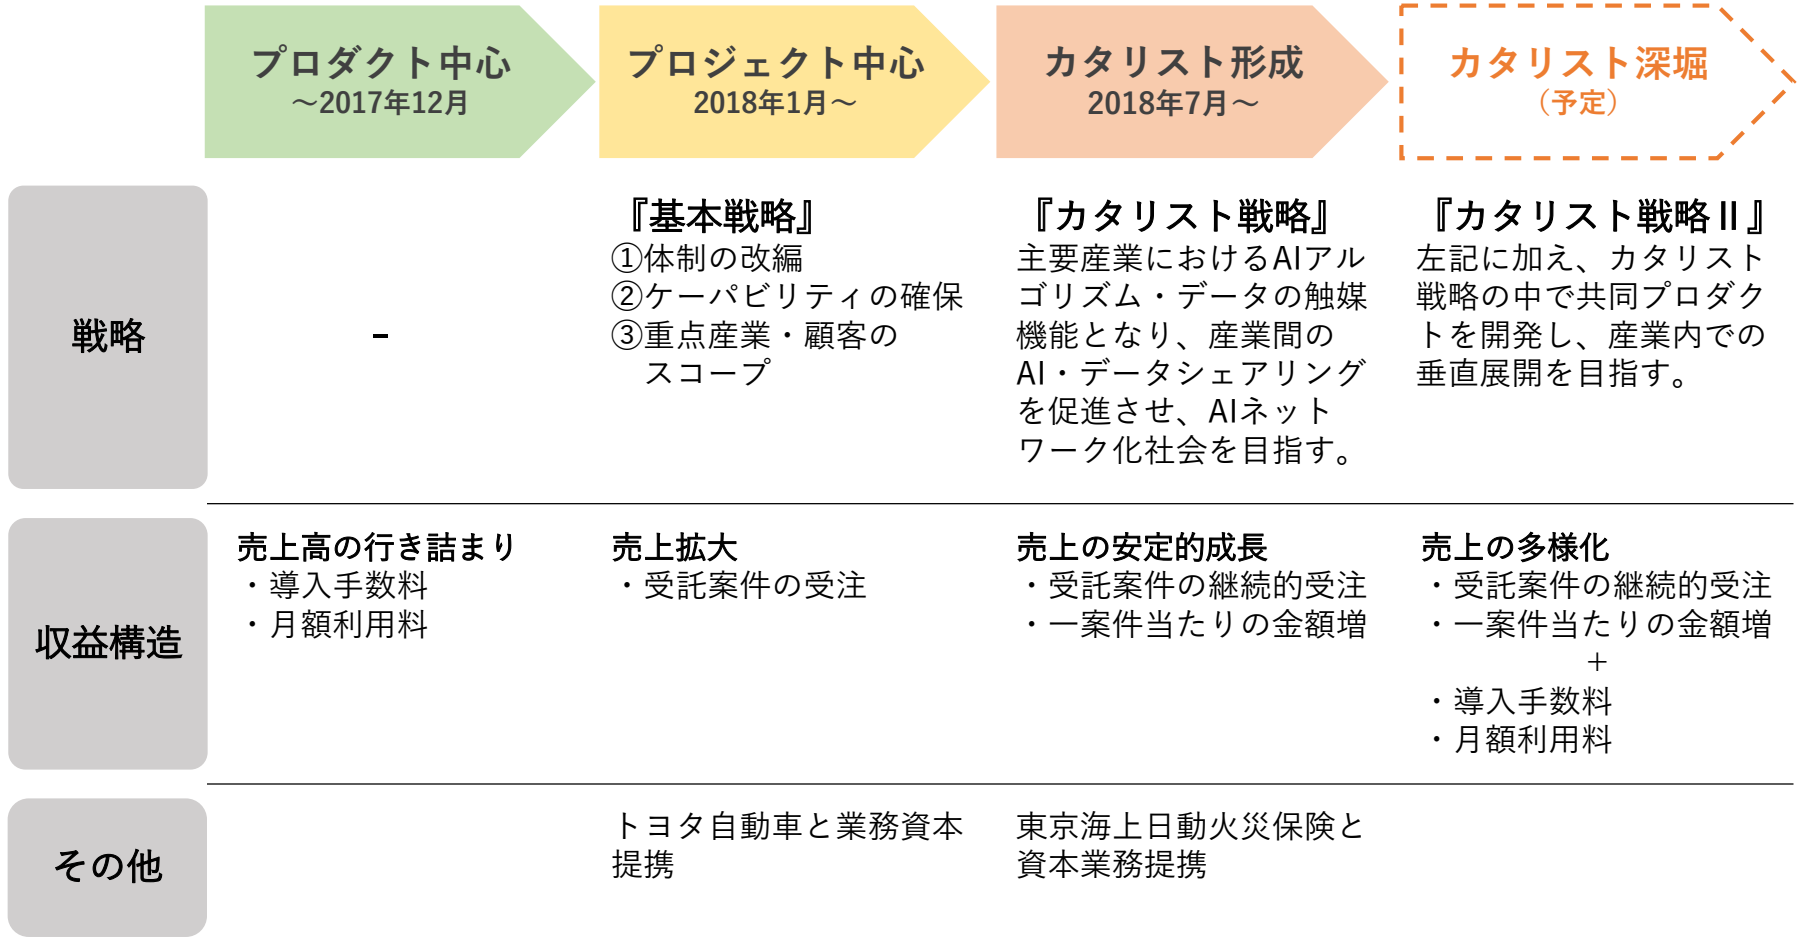 プロダクト中心
～2017年12月
プロジェクト中心
2018年1月～
カタリスト形成
2018年7月～
カタリスト深堀
（予定）
戦略
-
『基本戦略』
①体制の改編
②ケーパビリティの確保
③重点産業・顧客の
スコープ
『カタリスト戦略』
主要産業におけるAIアル
ゴリズム・データの触媒
機能となり、産業間の
AI・データシェアリング
を促進させ、AIネット
ワーク化社会を目指す。
『カタリスト戦略Ⅱ』
左記に加え、カタリスト
戦略の中で共同プロダク
トを開発し、産業内での
垂直展開を目指す。
収益構造
売上高の行き詰まり
・導入手数料
・月額利用料
売上拡大
・受託案件の受注
売上の安定的成長
・受託案件の継続的受注
・一案件当たりの金額増
売上の多様化
・受託案件の継続的受注
・一案件当たりの金額増
＋
・導入手数料
・月額利用料
その他
トヨタ自動車と業務資本
提携
東京海上日動火災保険と
資本業務提携